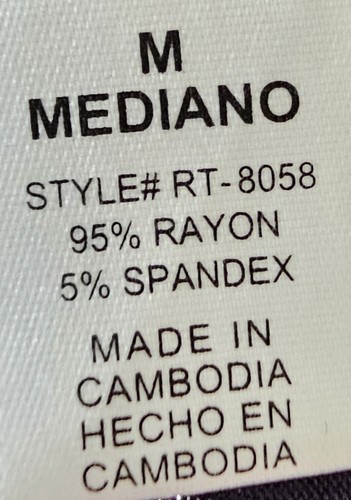 M
MEDIANO
STYLE# RT-8058
95% RAYON
5% SPANDEX
MADE IN
CAMBODIA
HECHO EN
CAMBODIA